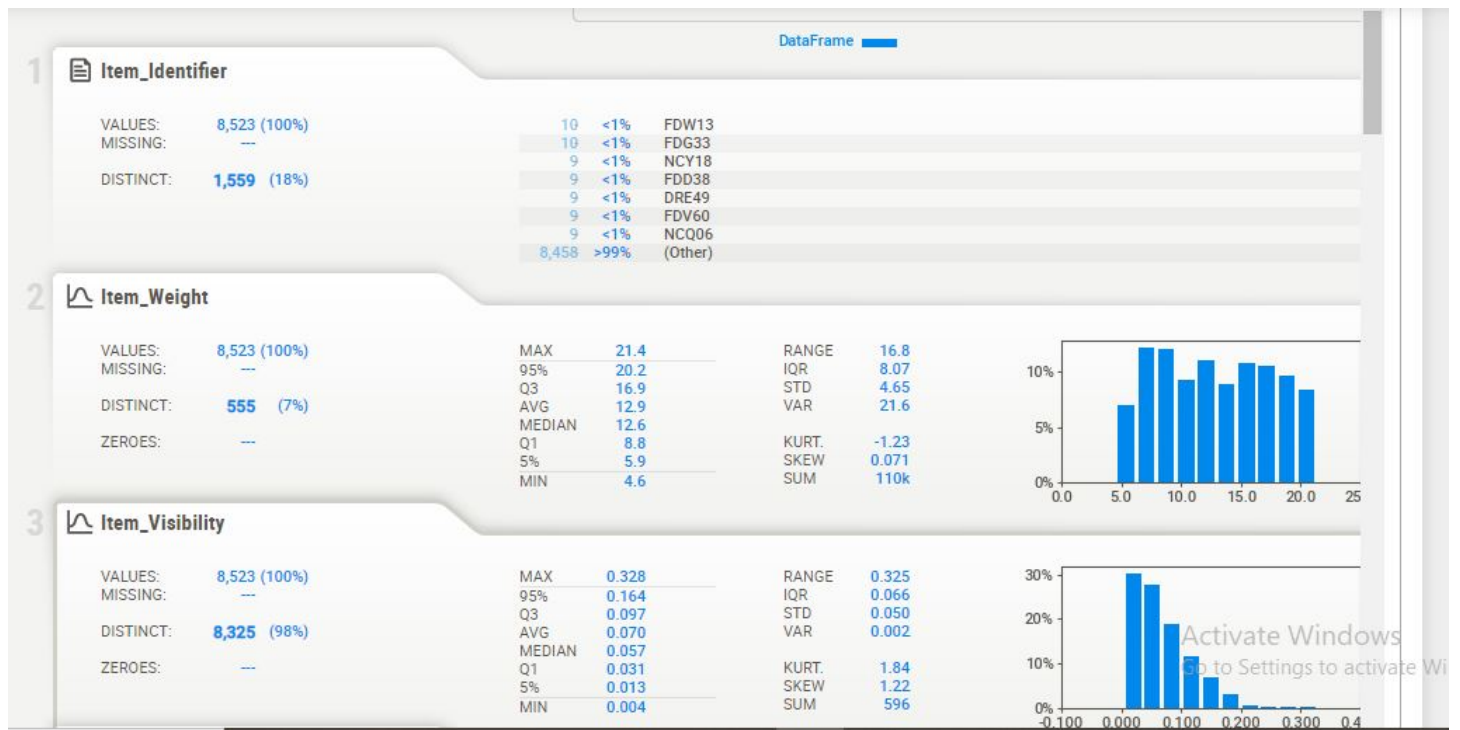 DataFrame
1 Item_Identifier
VALUES: 8,523 (100%)
MISSING: ---
DISTINCT: 1,559 (18%)
10 <1% FDW13
10 <1% FDG33
9 <1% NCY18
9 <1% FDD38
9 <1% DRE49
9 <1% FDV60
9 <1% NCQ06
8,458 >99% (Other)
2 Item_Weight
VALUES: 8,523 (100%)
MISSING: ---
DISTINCT: 555 (7%)
ZEROES: ---
MAX 21.4
95% 20.2
Q3 16.9
AVG 12.9
MEDIAN 12.6
Q1 8.8
5% 5.9
MIN 4.6
RANGE 16.8
IQR 8.07
STD 4.65
VAR 21.6
KURT. -1.23
SKEW 0.071
SUM 110k
10%
5%
0%
0.0 5.0 10.0 15.0 20.0 25
3 Item_Visibility
VALUES: 8,523 (100%)
MISSING: ---
DISTINCT: 8,325 (98%)
ZEROES: ---
MAX 0.328
95% 0.164
Q3 0.097
AVG 0.070
MEDIAN 0.057
Q1 0.031
5% 0.013
MIN 0.004
RANGE 0.325
IQR 0.066
STD 0.050
VAR 0.002
KURT. 1.84
SKEW 1.22
SUM 596
30%
20%
10%
0%
-0.100 0.000 0.100 0.200 0.300 0.4
Activate Windows
Go to Settings to activate Wi